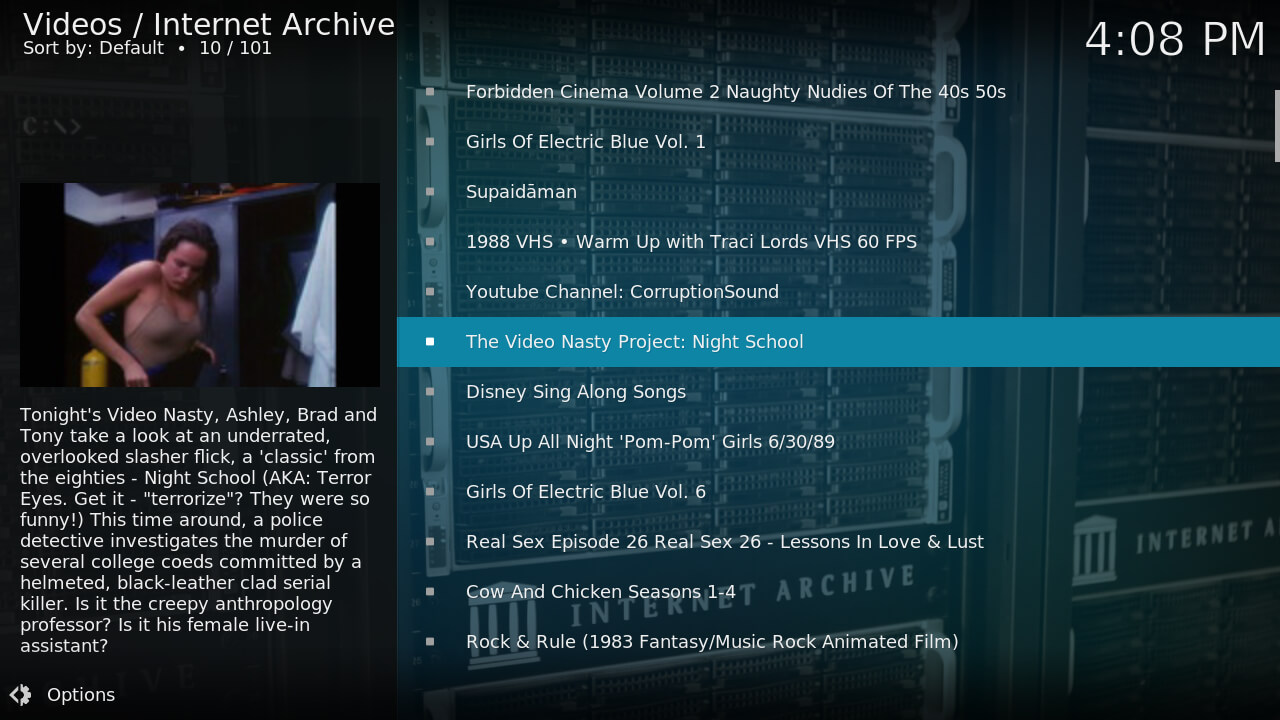 Videos / Internet Archive
Sort by: Default • 10 / 101
4:08 PM
C:\>
Tonight's Video Nasty, Ashley, Brad and
Tony take a look at an underrated,
overlooked slasher flick, a 'classic' from
the eighties - Night School (AKA: Terror
Eyes. Get it - "terrorize"? They were so
funny!) This time around, a police
detective investigates the murder of
several college coeds committed by a
helmeted, black-leather clad serial
killer. Is it the creepy anthropology
professor? Is it his female live-in
assistant?
Options
Forbidden Cinema Volume 2 Naughty Nudies Of The 40s 50s
Girls Of Electric Blue Vol. 1
Supaidāman
1988 VHS • Warm Up with Traci Lords VHS 60 FPS
Youtube Channel: CorruptionSound
The Video Nasty Project: Night School
Disney Sing Along Songs
USA Up All Night 'Pom-Pom' Girls 6/30/89
Girls Of Electric Blue Vol. 6
Real Sex Episode 26 Real Sex 26 - Lessons In Love & Lust
Cow And Chicken Seasons 1-4
Rock & Rule (1983 Fantasy/Music Rock Animated Film)
INTERNET ARCHIVE
INTERNET A